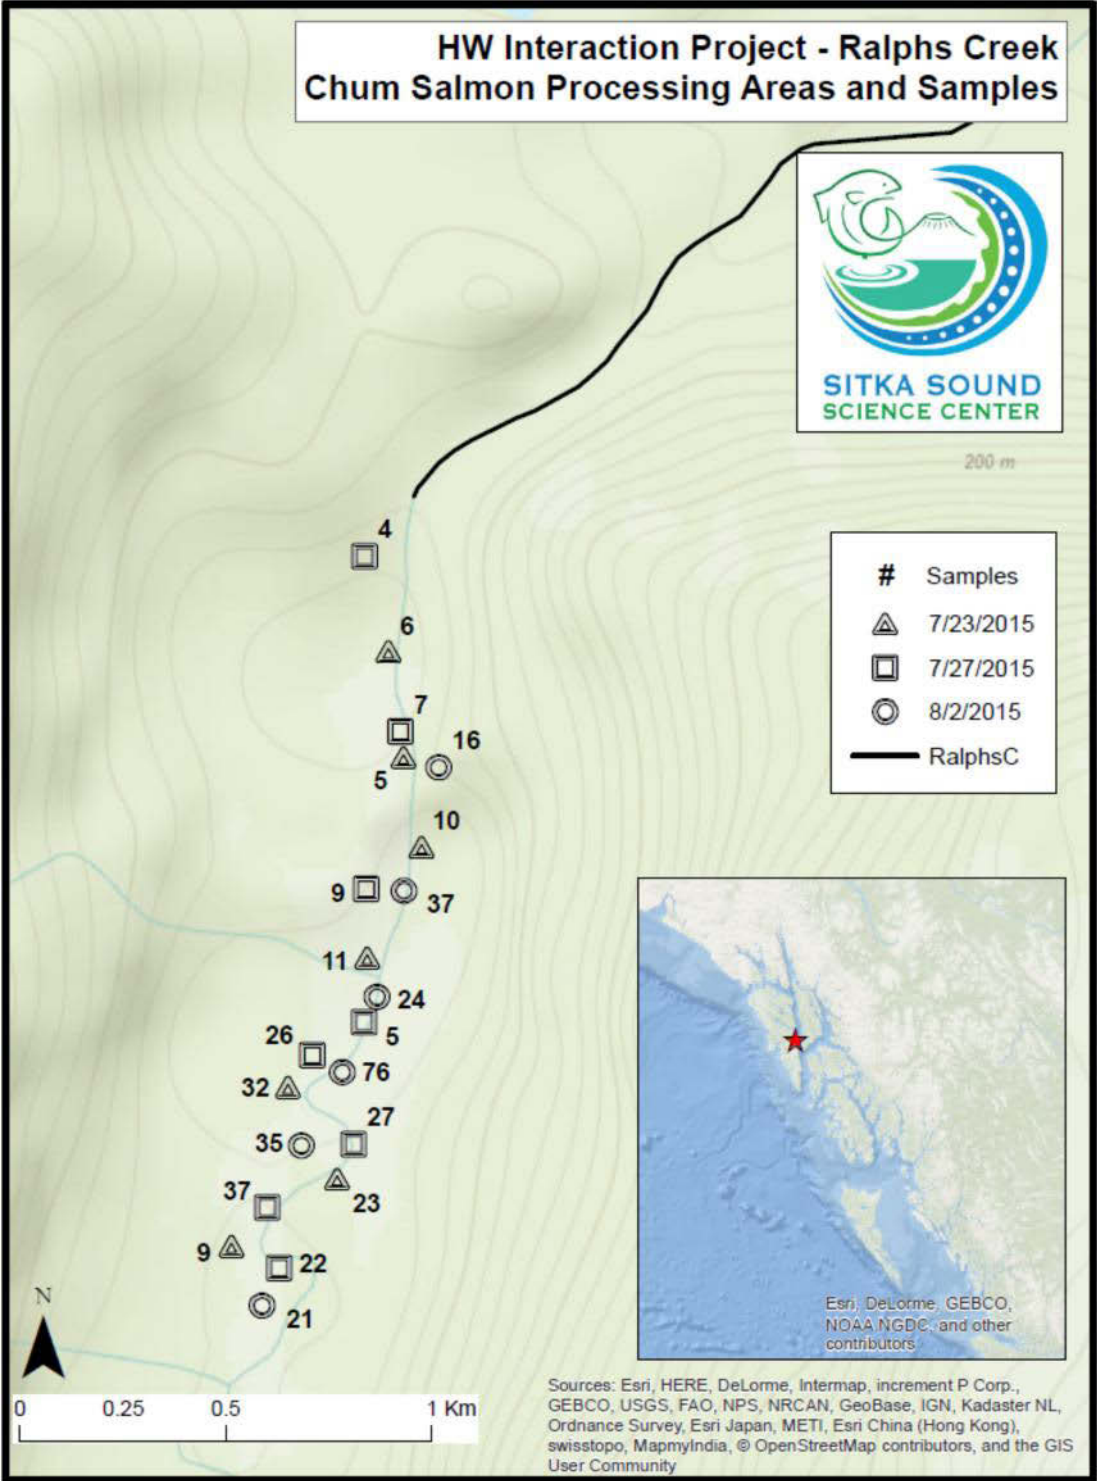 HW Interaction Project - Ralphs Creek
Chum Salmon Processing Areas and Samples
SITKA SOUND
SCIENCE CENTER
200 m
4
# Samples
7/23/2015
7/27/2015
8/2/2015
RalphsC
6
7
16
5
10
9
37
11
24
5
26
76
32
27
35
23
37
9
22
21
N
0 0.25 0.5 1 Km
Esri, DeLorme, GEBCO,
NOAA NGDC, and other
contributors
Sources: Esri, HERE, DeLorme, Intermap, increment P Corp.,
GEBCO, USGS, FAO, NPS, NRCAN, GeoBase, IGN, Kadaster NL,
Ordnance Survey, Esri Japan, METI, Esri China (Hong Kong),
swisstopo, MapmyIndia, © OpenStreetMap contributors, and the GIS
User Community